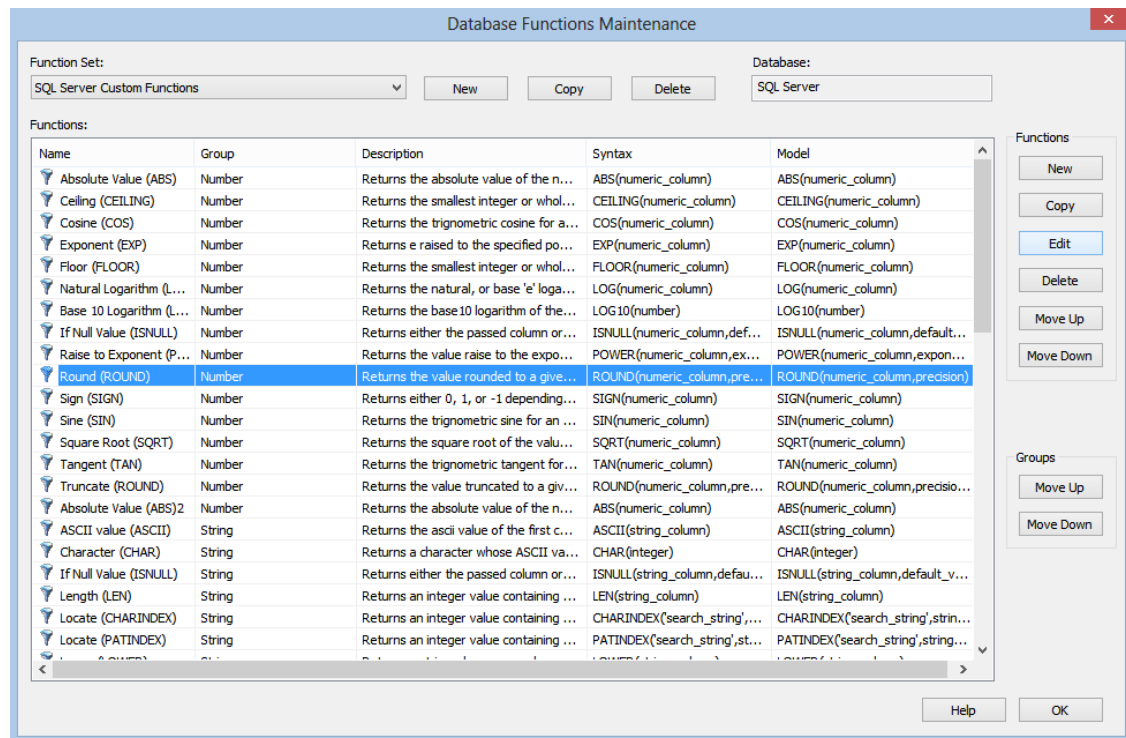 Database Functions Maintenance
Function Set:
Database:
SQL Server Custom Functions
New
Copy
Delete
SQL Server
Functions:
Functions
Name Group Description Syntax Model
Absolute Value (ABS) Number Returns the absolute value of the n... ABS(numeric_column) ABS(numeric_column)
Ceiling (CEILING) Number Returns the smallest integer or whol... CEILING(numeric_column) CEILING(numeric_column)
Cosine (COS) Number Returns the trignometric cosine for a... COS(numeric_column) COS(numeric_column)
Exponent (EXP) Number Returns e raised to the specified po... EXP(numeric_column) EXP(numeric_column)
Floor (FLOOR) Number Returns the smallest integer or whol... FLOOR(numeric_column) FLOOR(numeric_column)
Natural Logarithm (L... Number Returns the natural, or base 'e' loga... LOG(numeric_column) LOG(numeric_column)
Base 10 Logarithm (L... Number Returns the base10 logarithm of the... LOG10(number) LOG10(number)
If Null Value (ISNULL) Number Returns either the passed column or... ISNULL(numeric_column,def... ISNULL(numeric_column,default...
Raise to Exponent (P... Number Returns the value raise to the expo... POWER(numeric_column,ex... POWER(numeric_column,expon...
Round (ROUND) Number Returns the value rounded to a give... ROUND(numeric_column,pre... ROUND(numeric_column,precision)
Sign (SIGN) Number Returns either 0, 1, or -1 depending... SIGN(numeric_column) SIGN(numeric_column)
Sine (SIN) Number Returns the trignometric sine for an ... SIN(numeric_column) SIN(numeric_column)
Square Root (SQRT) Number Returns the square root of the valu... SQRT(numeric_column) SQRT(numeric_column)
Tangent (TAN) Number Returns the trignometric tangent for... TAN(numeric_column) TAN(numeric_column)
Truncate (ROUND) Number Returns the value truncated to a giv... ROUND(numeric_column,pre... ROUND(numeric_column,precisio...
Absolute Value (ABS)2 Number Returns the absolute value of the n... ABS(numeric_column) ABS(numeric_column)
ASCII value (ASCII) String Returns the ascii value of the first c... ASCII(string_column) ASCII(string_column)
Character (CHAR) String Returns a character whose ASCII va... CHAR(integer) CHAR(integer)
If Null Value (ISNULL) String Returns either the passed column or... ISNULL(string_column,defau... ISNULL(string_column,default_v...
Length (LEN) String Returns an integer value containing ... LEN(string_column) LEN(string_column)
Locate (CHARINDEX) String Returns an integer value containing ... CHARINDEX('search_string',... CHARINDEX('search_string',strin...
Locate (PATINDEX) String Returns an integer value containing ... PATINDEX('search_string',st... PATINDEX('search_string',string...
New
Copy
Edit
Delete
Move Up
Move Down
Groups
Move Up
Move Down
Help
OK